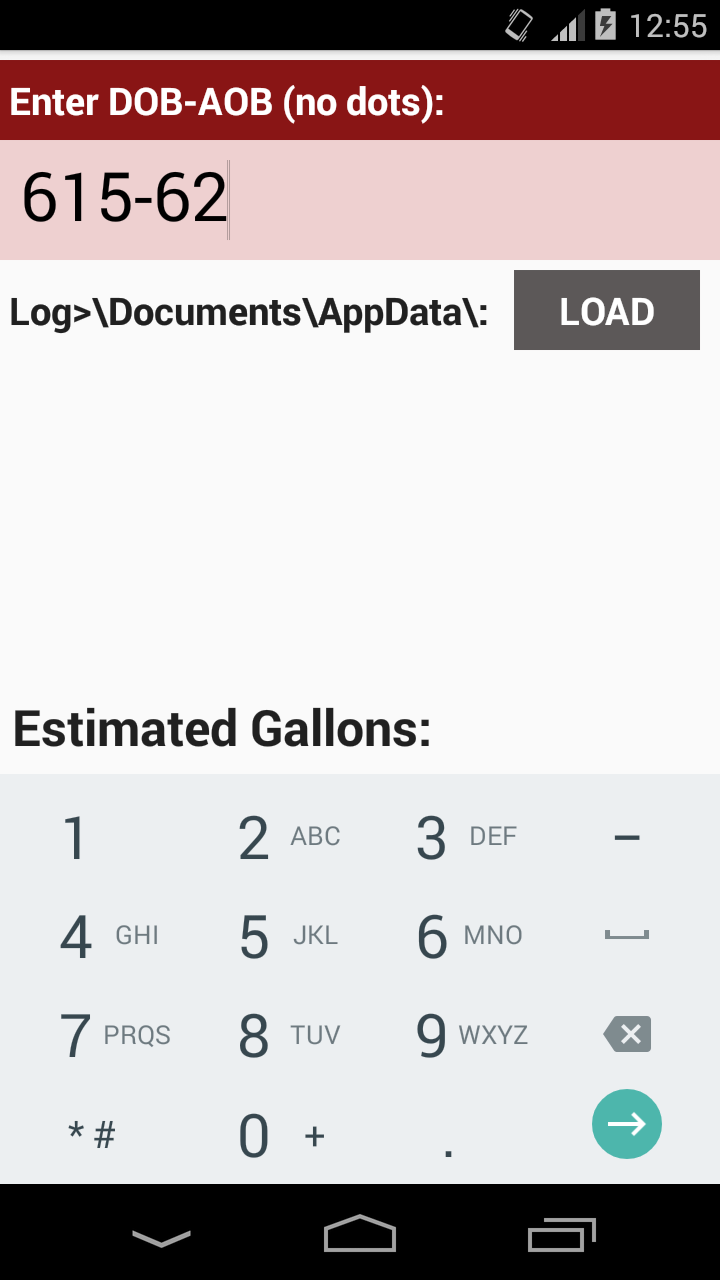 12:55
Enter DOB-AOB (no dots):
615-62
Log>\Documents\AppData\: LOAD
Estimated Gallons:
1 2 ABC 3 DEF -
4 GHI 5 JKL 6 MNO
7 PRQS 8 TUV 9 WXYZ
* # 0 + .